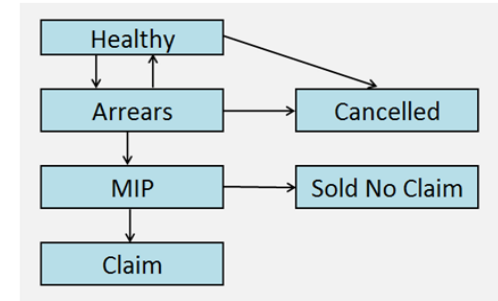 Healthy
Arrears
Cancelled
MIP
Sold No Claim
Claim